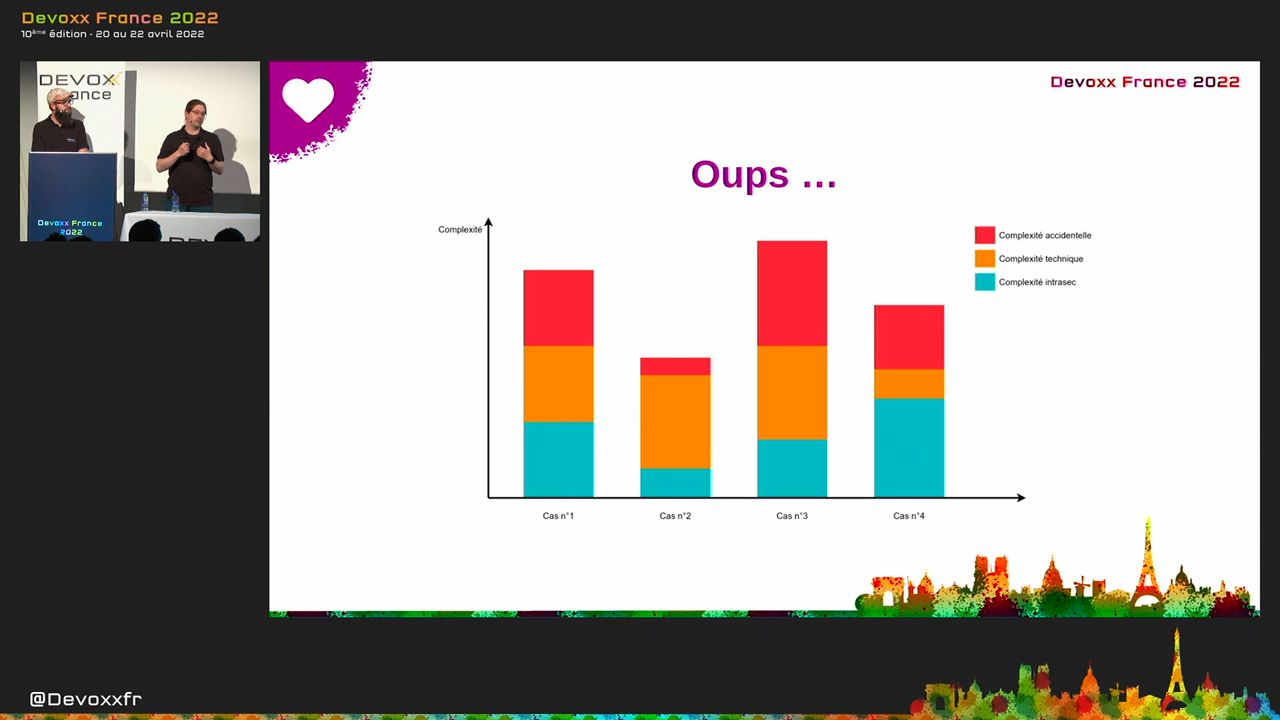 Devoxx France 2022
10ème édition - 20 au 22 avril 2022
DEVOXX
France
Devoxx France
2022
Devoxx France 2022
Oups ...
Complexité
Complexité accidentelle
Complexité technique
Complexité intrasec
Cas n°1
Cas n°2
Cas n°3
Cas n°4
@Devoxxfr